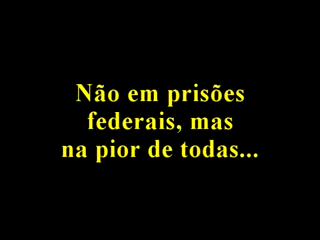 Não em prisões
federais, mas
na pior de todas...